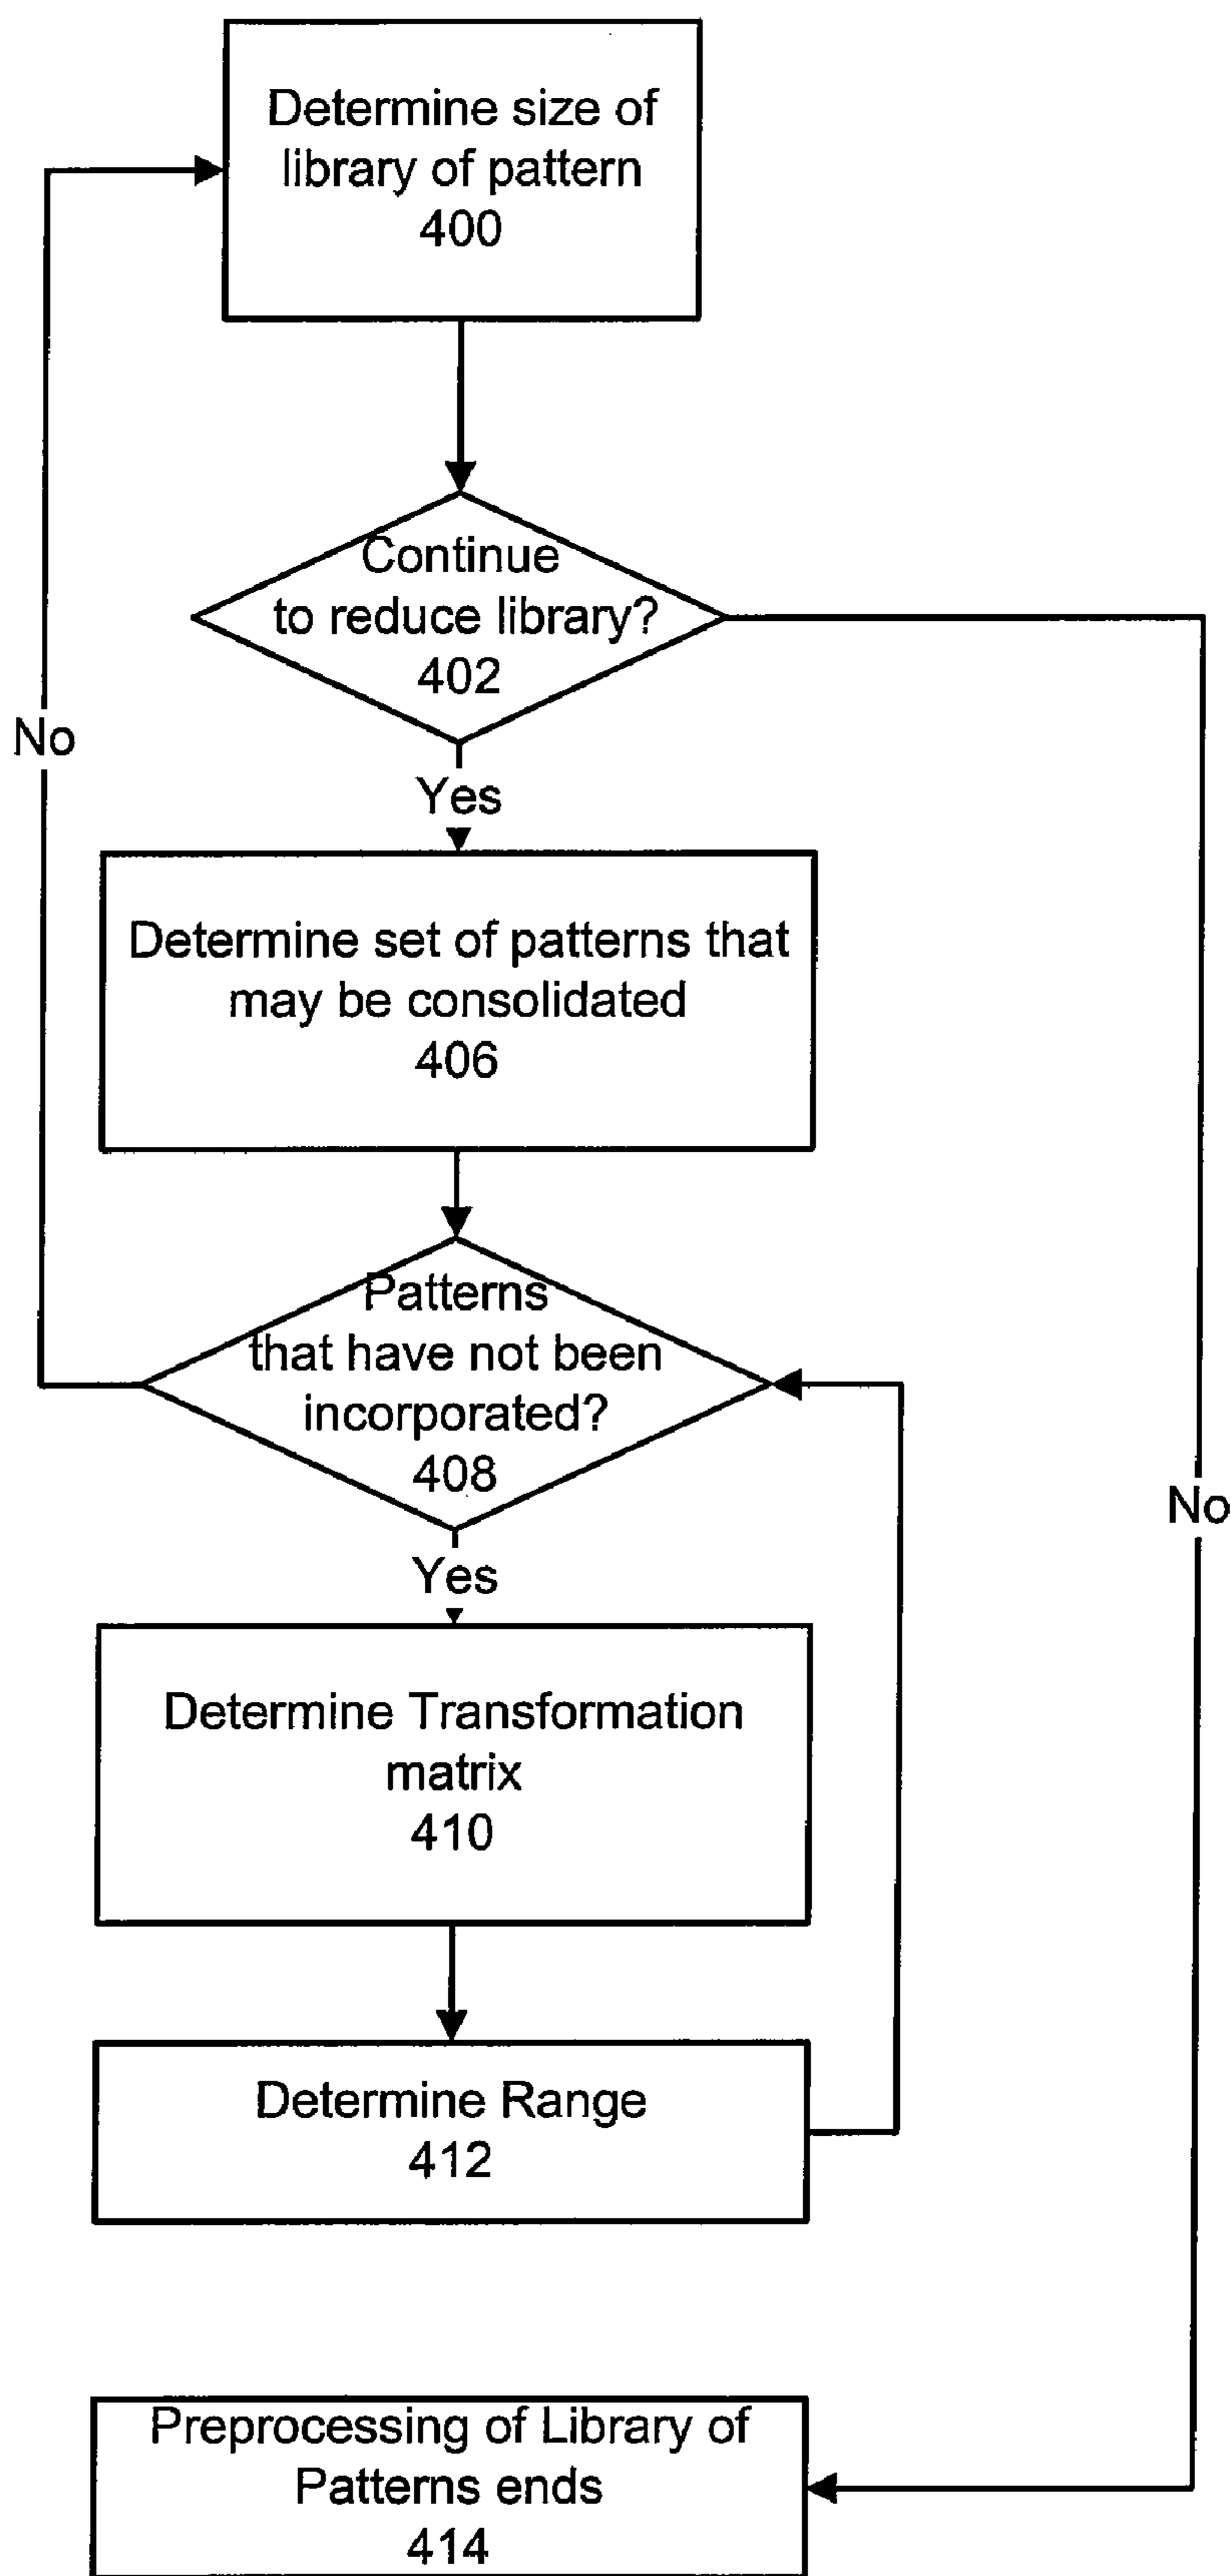 Determine size of
library of pattern
400
Continue
to reduce library?
402
No
Yes
Determine set of patterns that
may be consolidated
406
Patterns
that have not been
incorporated?
408
No
Yes
Determine Transformation
matrix
410
Determine Range
412
Preprocessing of Library of
Patterns ends
414